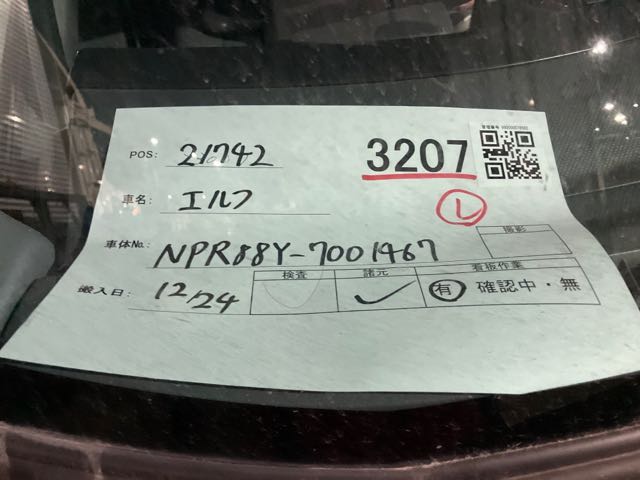 POS: 21742
3207
車名: エルフ
L
車体No.: NPR88Y-7001467
撮影
搬入日: 12/24
検査 諸元 看板作業
✓ 有 確認中・無